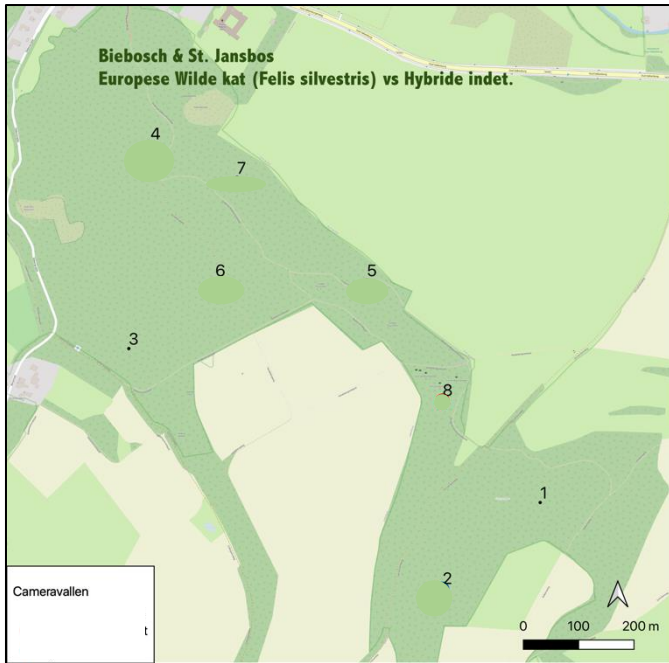 Biebosch & St. Jansbos
Europese Wilde kat (Felis silvestris) vs Hybride indet.
4
7
6
5
3
8
1
2
Cameravallen
t
0 100 200 m